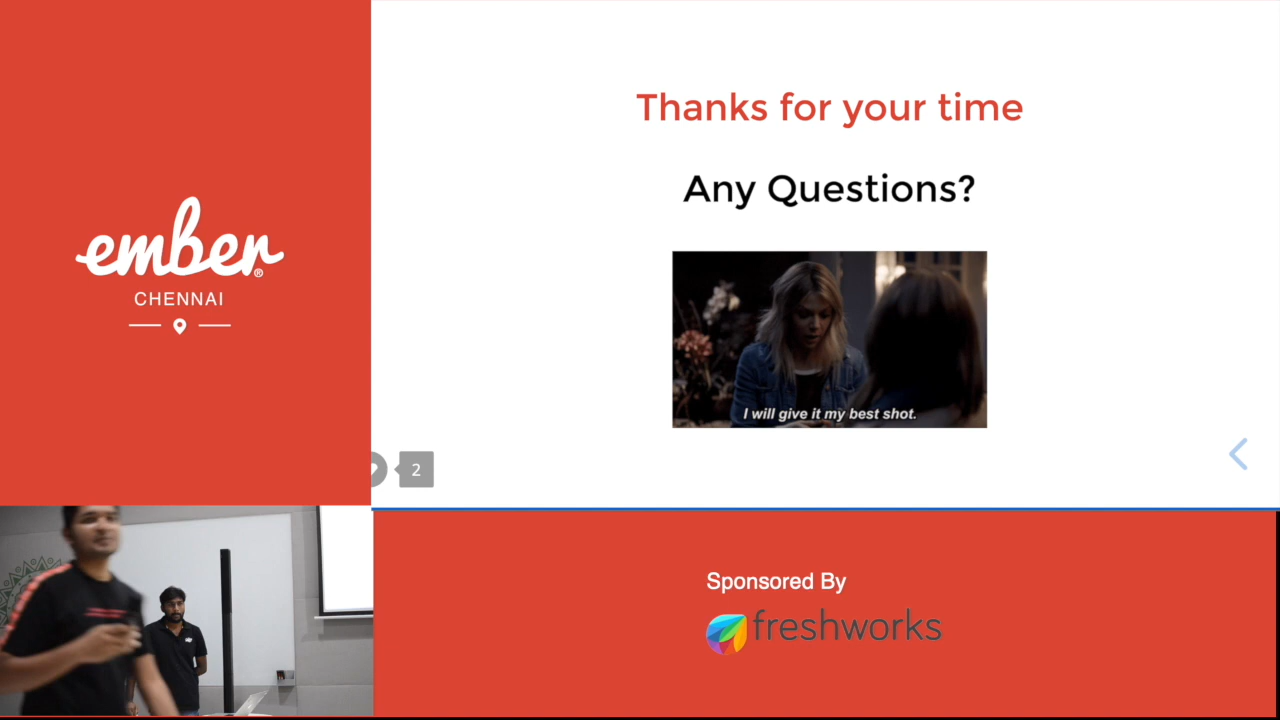 Thanks for your time
Any Questions?
I will give it my best shot.
ember®
CHENNAI
2
Sponsored By
freshworks